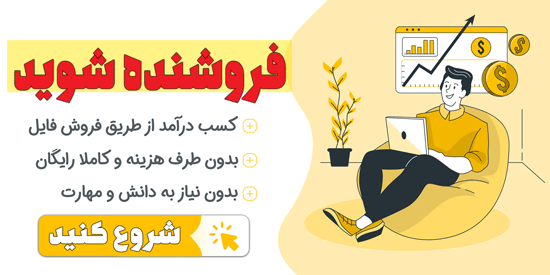 فروشنده شوید
کسب درآمد از طریق فروش فایل
بدون طرف هزینه و کاملا رایگان
بدون نیاز به دانش و مهارت
شروع کنید